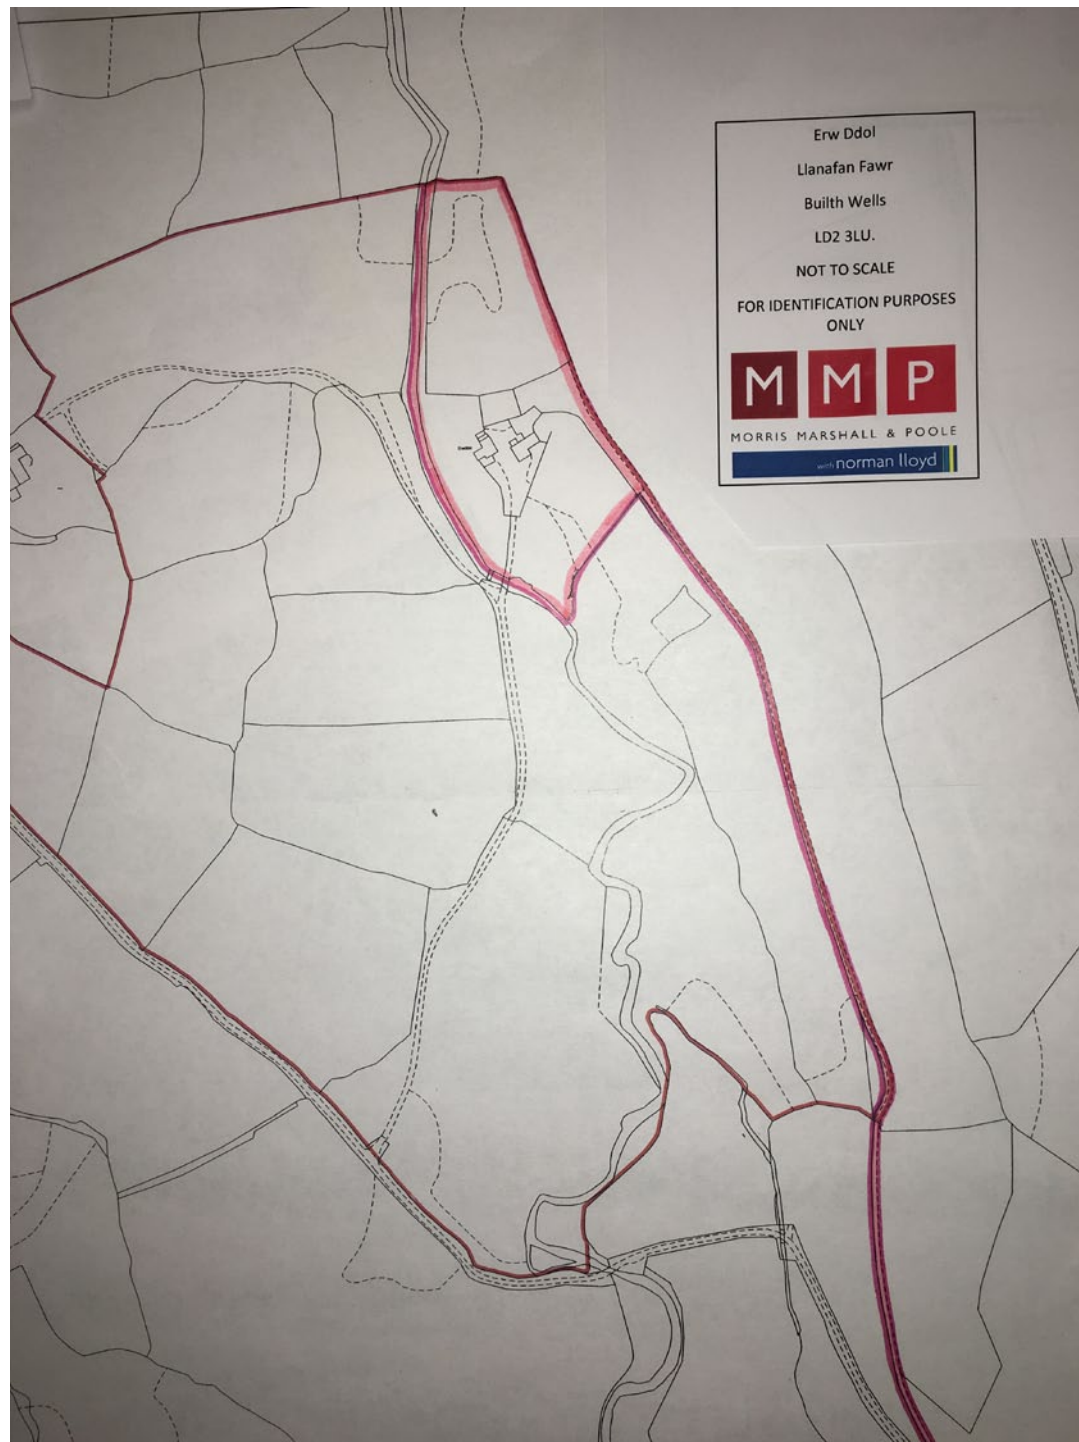 Erw Ddol
Llanafan Fawr
Builth Wells
LD2 3LU.
NOT TO SCALE
FOR IDENTIFICATION PURPOSES
ONLY
M M P
MORRIS MARSHALL & POOLE
with norman lloyd